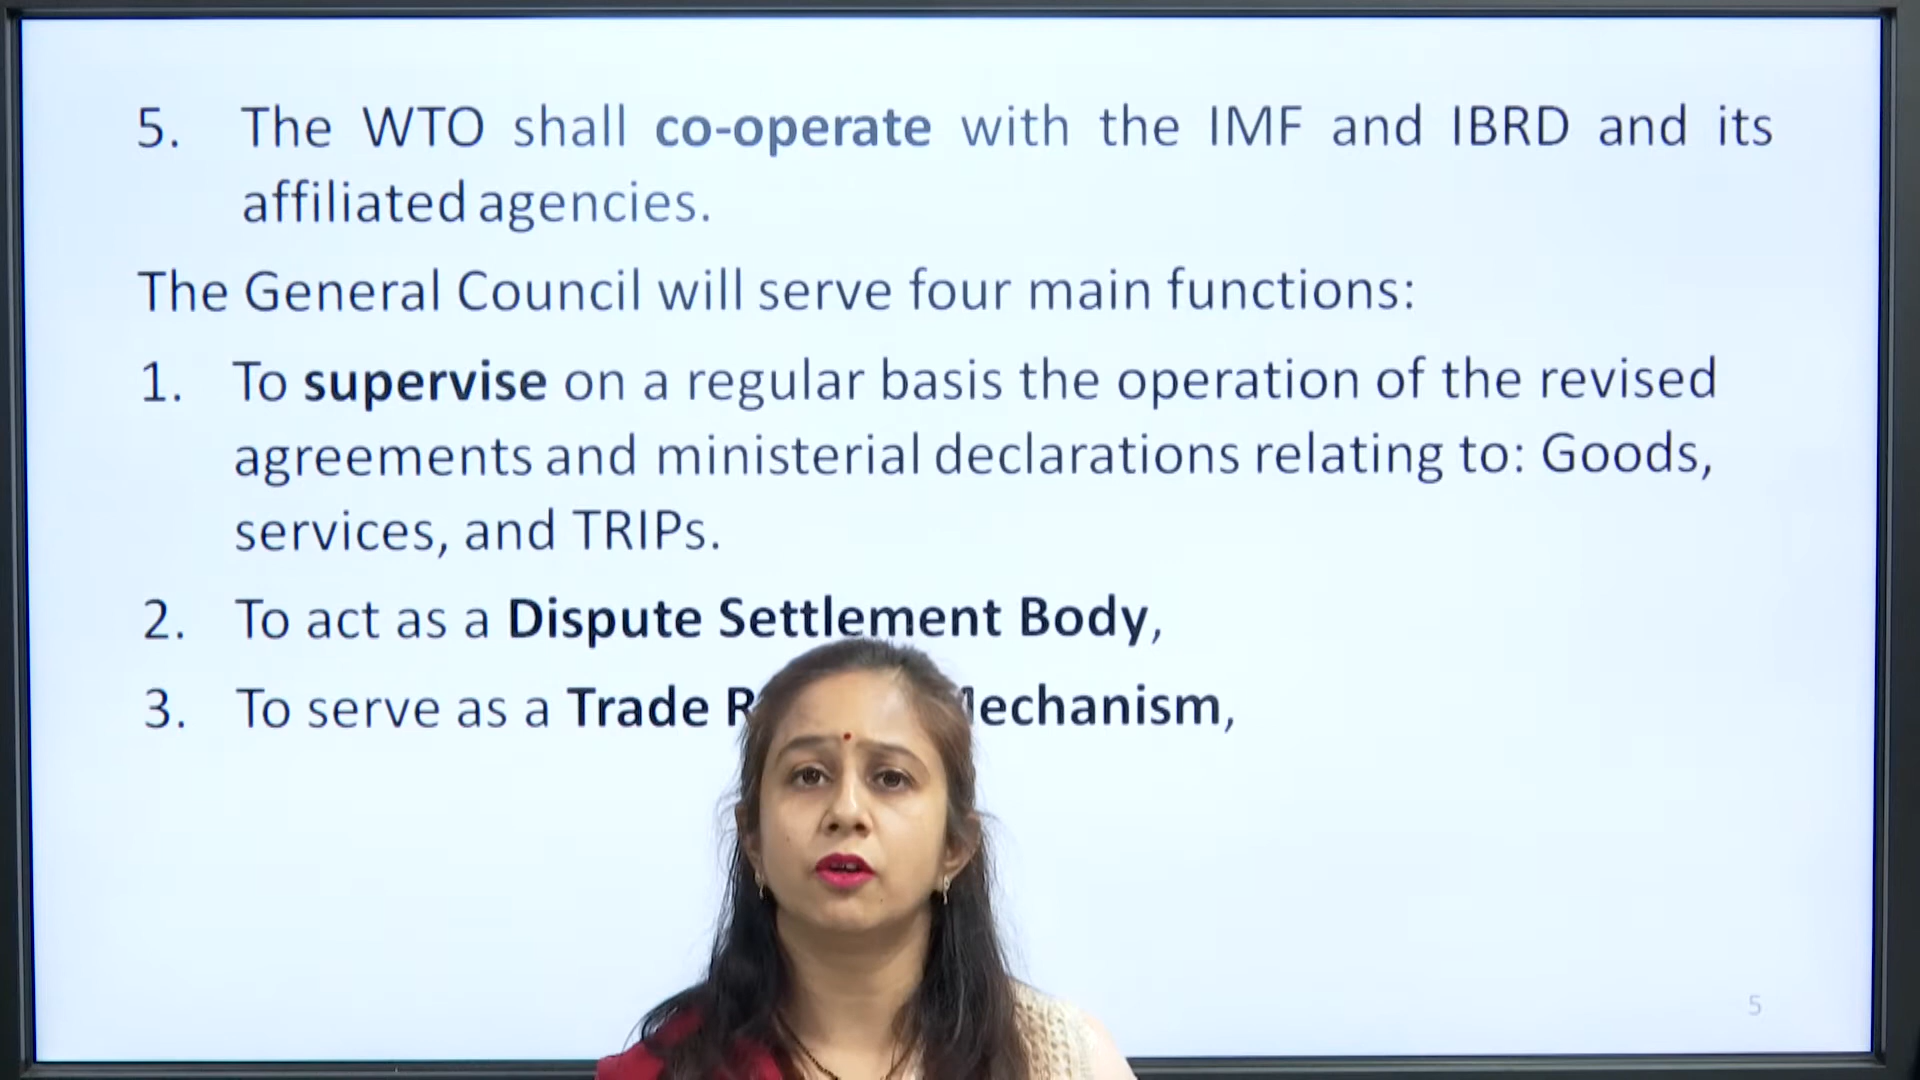 5. The WTO shall co-operate with the IMF and IBRD and its
affiliated agencies.
The General Council will serve four main functions:
1. To supervise on a regular basis the operation of the revised
agreements and ministerial declarations relating to: Goods,
services, and TRIPs.
2. To act as a Dispute Settlement Body,
3. To serve as a Trade Mechanism,
5